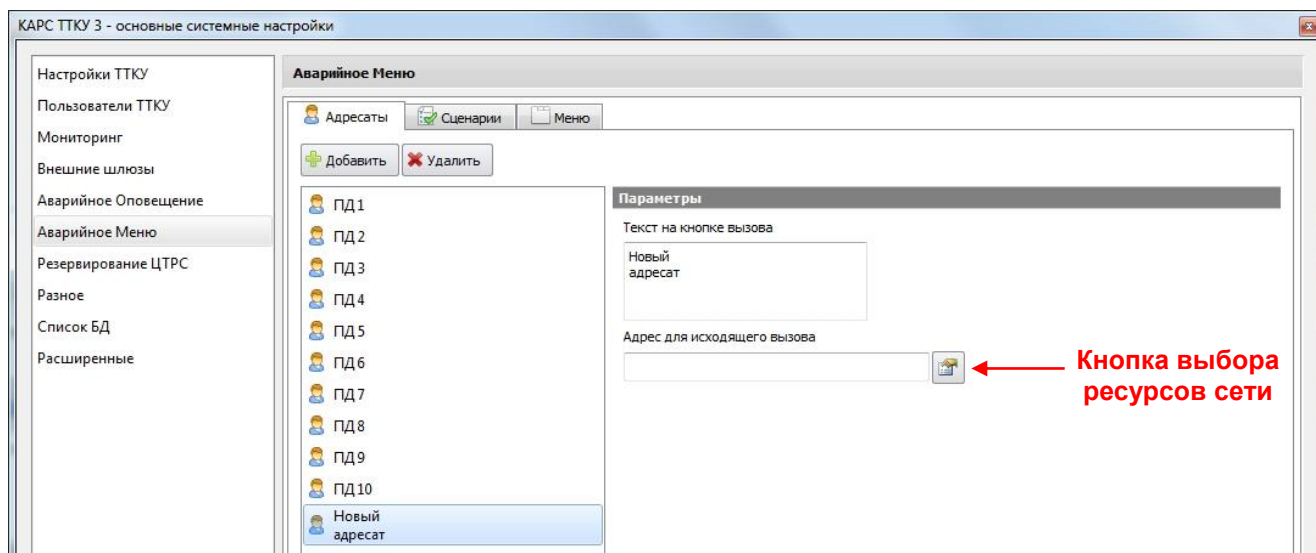 КАРС ТТКУ 3 - основные системные настройки
Настройки ТТКУ
Пользователи ТТКУ
Мониторинг
Внешние шлюзы
Аварийное Оповещение
Аварийное Меню
Резервирование ЦТРС
Разное
Список БД
Расширенные
Аварийное Меню
Адресаты
Сценарии
Меню
Добавить
Удалить
ПД1
ПД2
ПД3
ПД4
ПД5
ПД6
ПД7
ПД8
ПД9
ПД10
Новый
адресат
Параметры
Текст на кнопке вызова
Новый
адресат
Адрес для исходящего вызова
Кнопка выбора
ресурсов сети